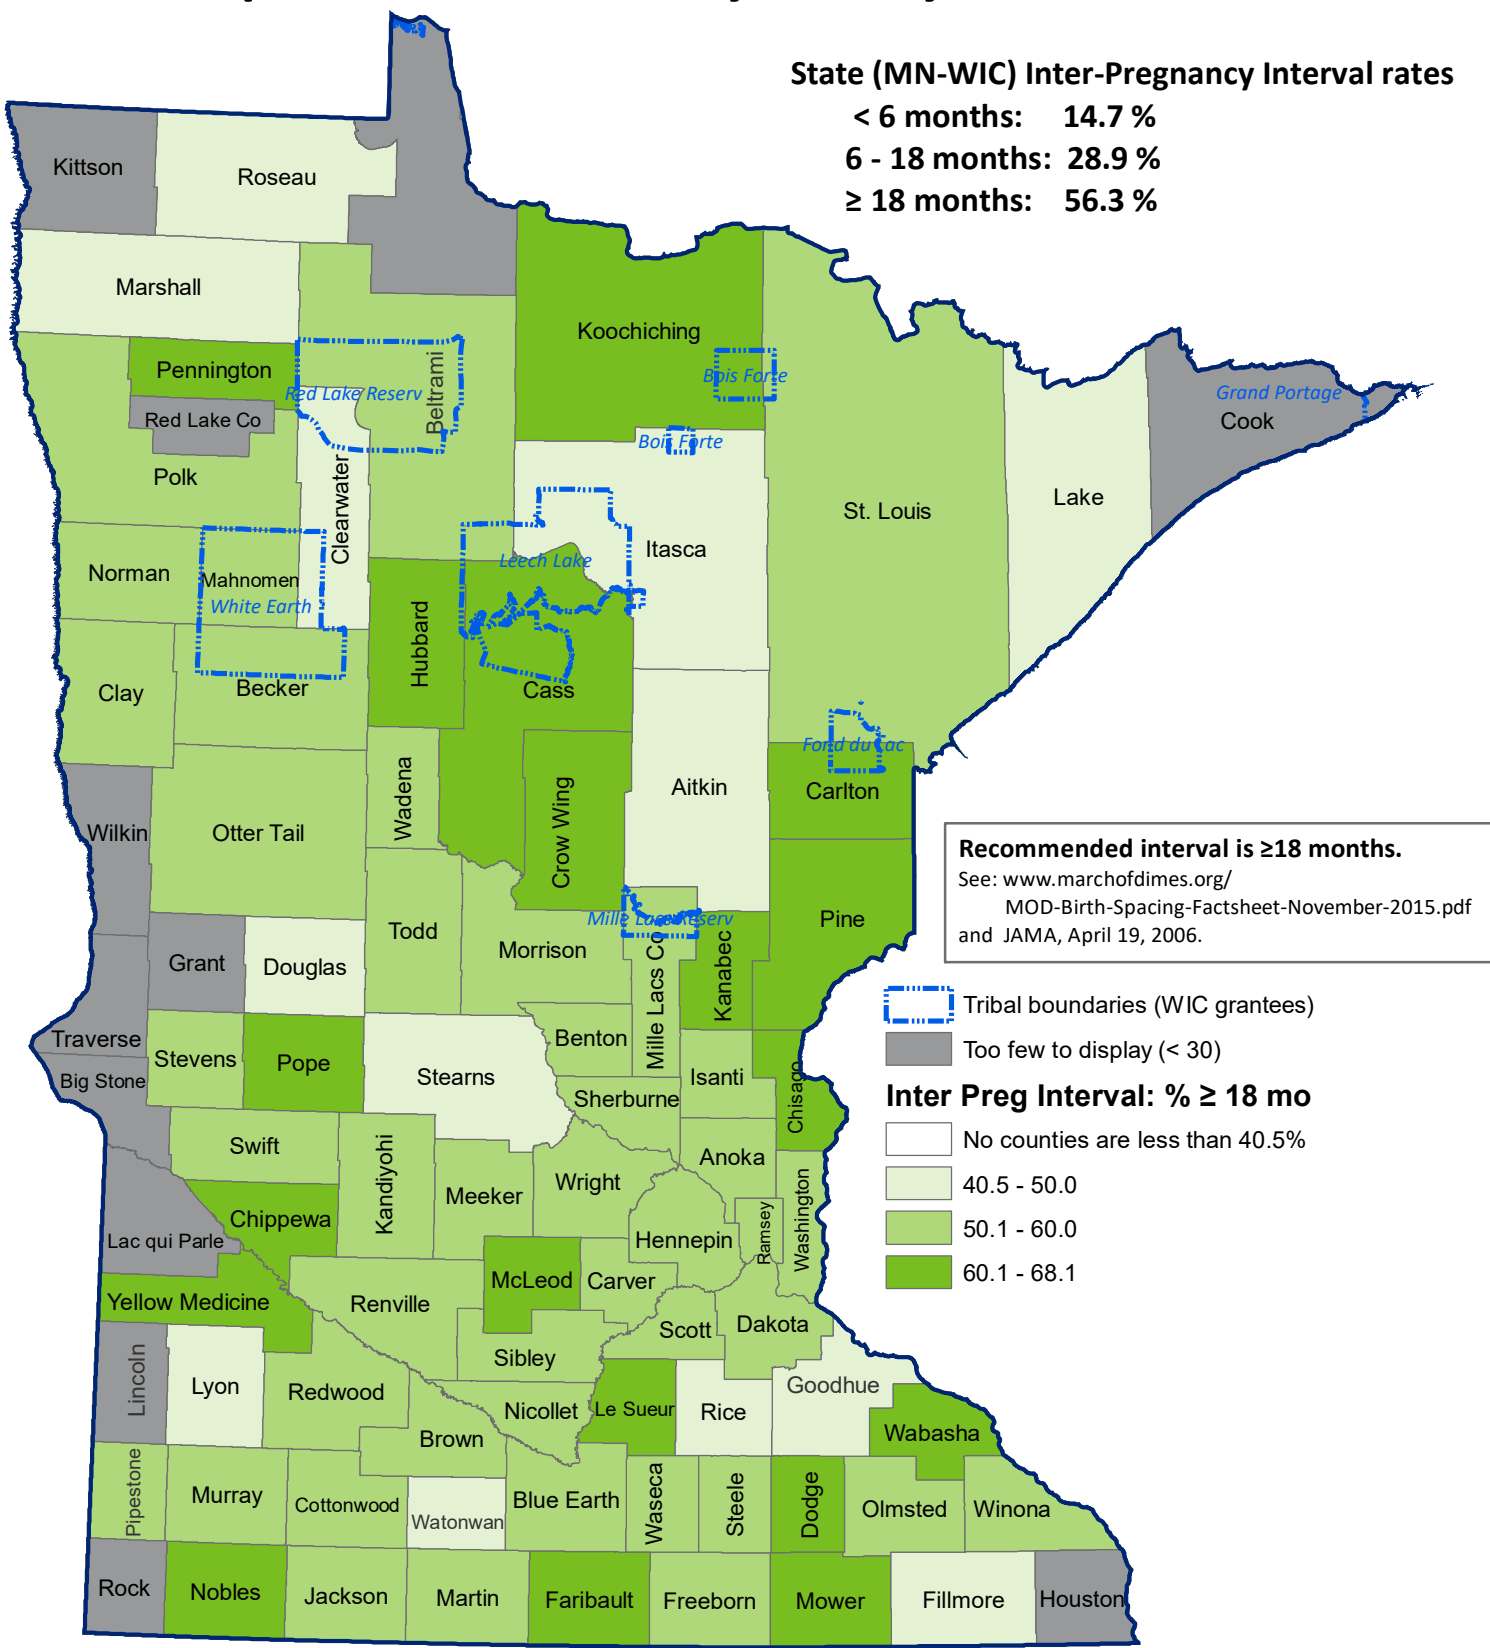 State (MN-WIC) Inter-Pregnancy Interval rates
< 6 months: 14.7 %
6 - 18 months: 28.9 %
≥ 18 months: 56.3 %
Kittson
Roseau
Marshall
Koochiching
Pennington
Bois Forte
Red Lake Reserv
Beltrami
Grand Portage
Red Lake Co
Cook
Bois Forte
Polk
Clearwater
Lake
St. Louis
Itasca
Leech Lake
Norman
Mahnomen
White Earth
Hubbard
Clay
Becker
Cass
Fond du Lac
Wadena
Aitkin
Carlton
Crow Wing
Wilkin
Otter Tail
Recommended interval is ≥18 months.
See: www.marchofdimes.org/
MOD-Birth-Spacing-Factsheet-November-2015.pdf
and JAMA, April 19, 2006.
Mille Lacs Reserv
Pine
Todd
Morrison
Grant
Douglas
Mille Lacs Co
Kanabec
Tribal boundaries (WIC grantees)
Traverse
Benton
Too few to display (< 30)
Stevens
Pope
Stearns
Isanti
Big Stone
Chisago
Sherburne
Inter Preg Interval: % ≥ 18 mo
No counties are less than 40.5%
Swift
Kandiyohi
Anoka
Wright
Meeker
40.5 - 50.0
Washington
Chippewa
Ramsey
50.1 - 60.0
Lac qui Parle
Hennepin
McLeod
Carver
60.1 - 68.1
Yellow Medicine
Renville
Scott
Dakota
Sibley
Lincoln
Lyon
Redwood
Goodhue
Nicollet
Le Sueur
Rice
Brown
Wabasha
Pipestone
Murray
Cottonwood
Watonwan
Blue Earth
Waseca
Steele
Dodge
Olmsted
Winona
Rock
Nobles
Jackson
Martin
Faribault
Freeborn
Mower
Fillmore
Houston